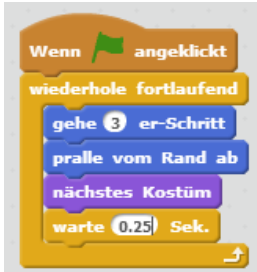 Wenn angeklickt
wiederhole fortlaufend
gehe 3 er-Schritt
pralle vom Rand ab
nächstes Kostüm
warte 0.25 Sek.